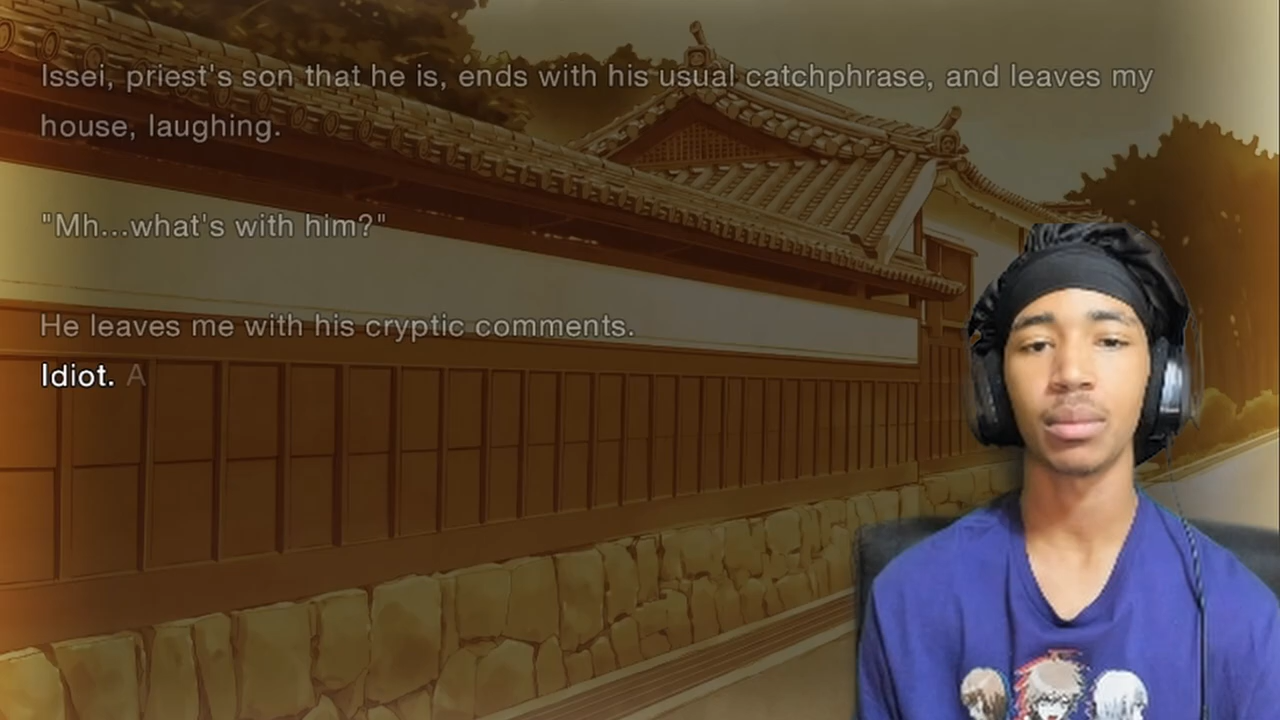 Issei, priest's son that he is, ends with his usual catchphrase, and leaves my
house, laughing.
"Mh...what's with him?"
He leaves me with his cryptic comments.
Idiot. A